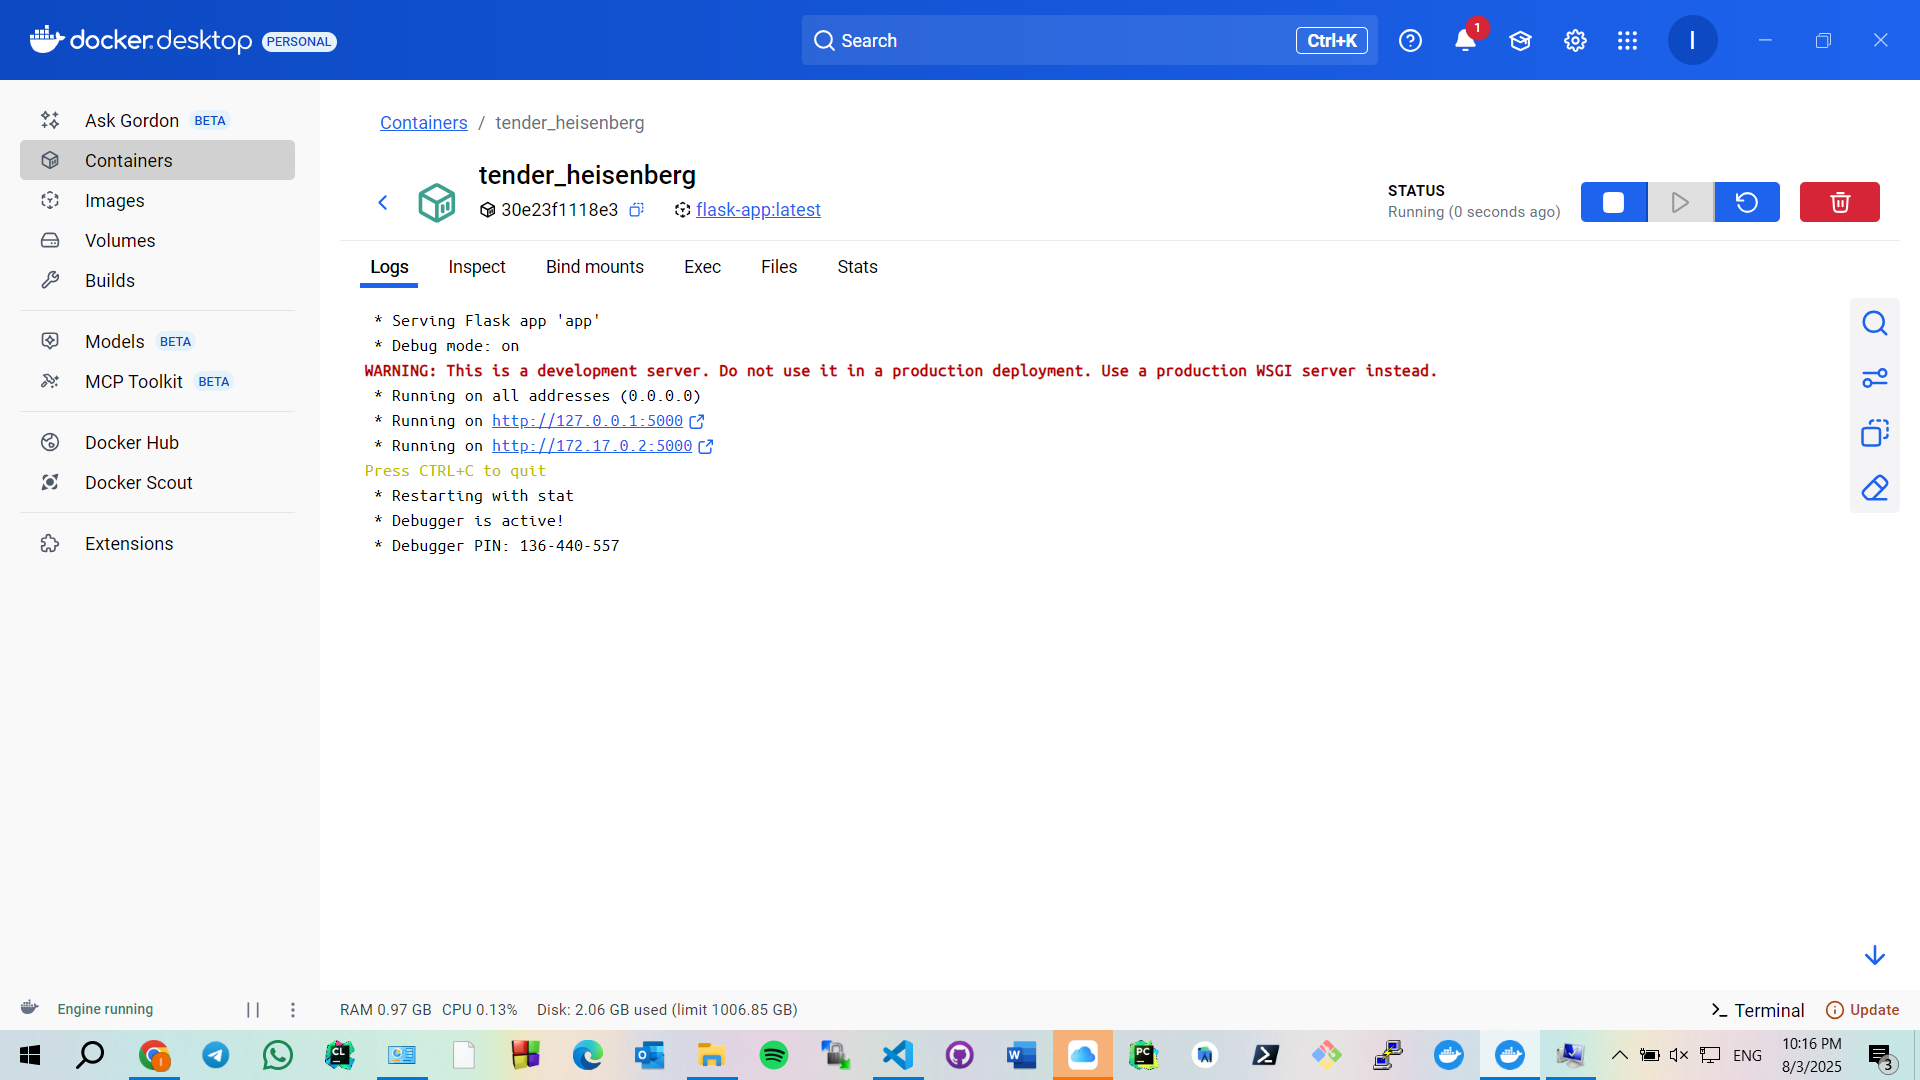 docker.desktop PERSONAL
Search Ctrl+K
1
I
Ask Gordon BETA
Containers
Images
Volumes
Builds
Models BETA
MCP Toolkit BETA
Docker Hub
Docker Scout
Extensions
Containers / tender_heisenberg
tender_heisenberg
30e23f1118e3 flask-app:latest
STATUS
Running (0 seconds ago)
Logs Inspect Bind mounts Exec Files Stats
* Serving Flask app 'app'
* Debug mode: on
WARNING: This is a development server. Do not use it in a production deployment. Use a production WSGI server instead.
* Running on all addresses (0.0.0.0)
* Running on http://127.0.0.1:5000
* Running on http://172.17.0.2:5000
Press CTRL+C to quit
* Restarting with stat
* Debugger is active!
* Debugger PIN: 136-440-557
Engine running
RAM 0.97 GB CPU 0.13% Disk: 2.06 GB used (limit 1006.85 GB)
>_ Terminal
Update
ENG
10:16 PM
8/3/2025
3